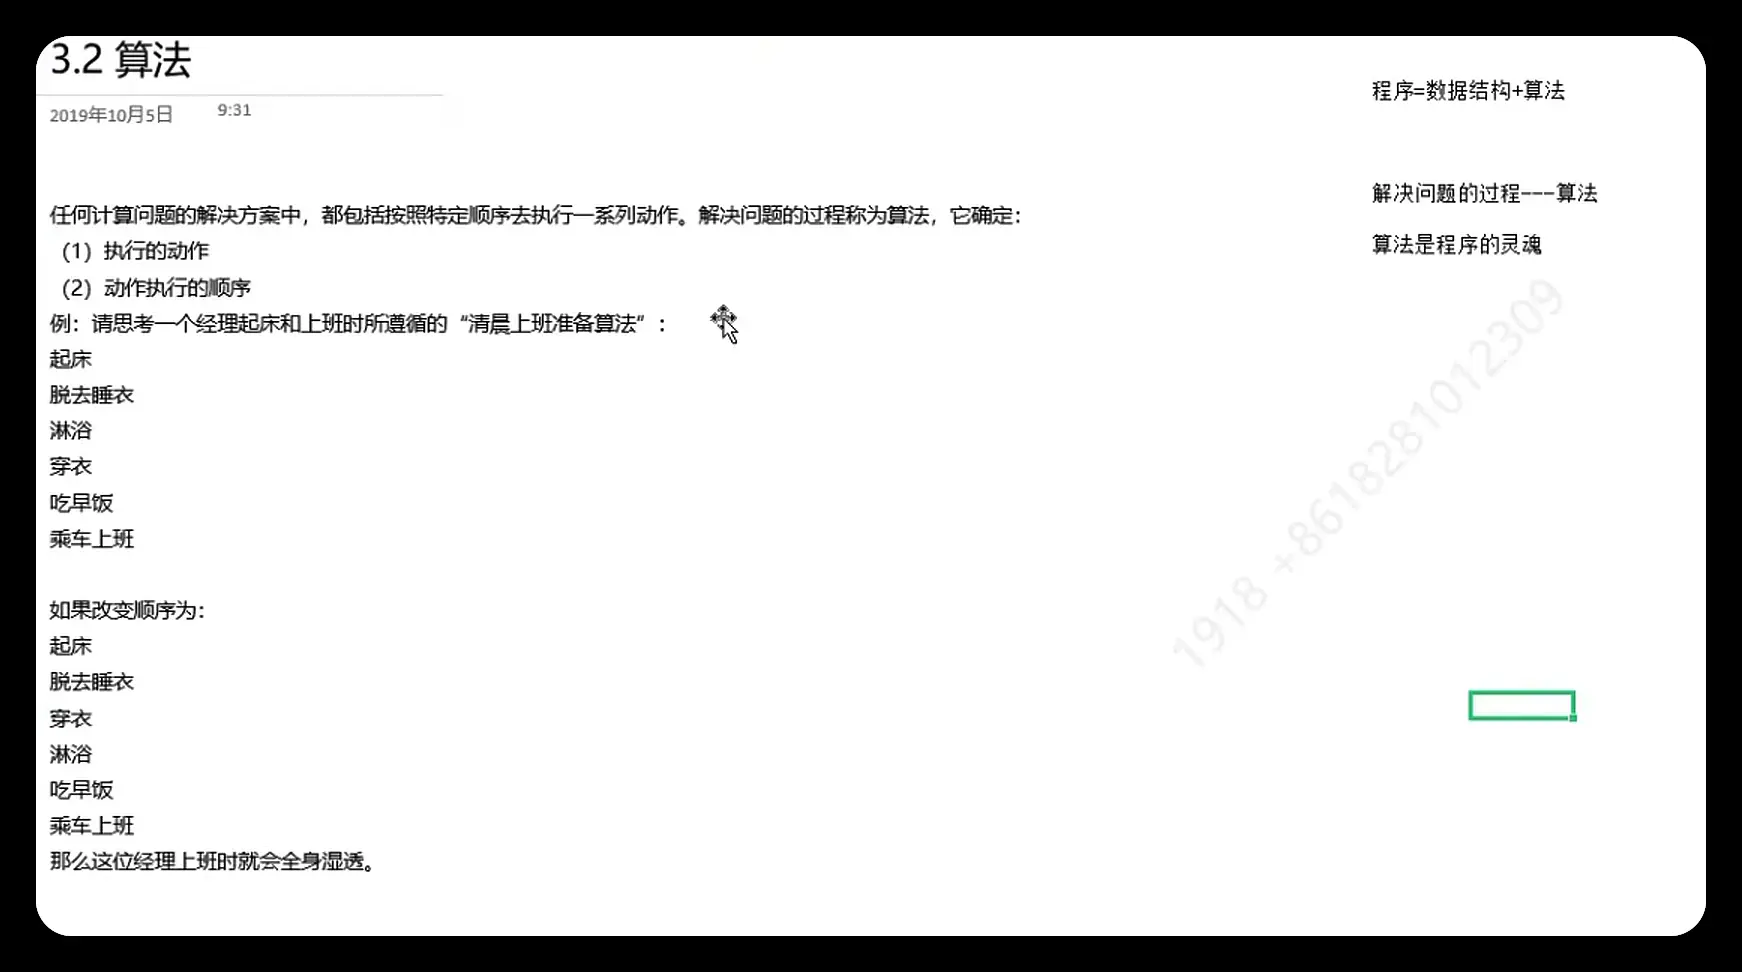 3.2 算法
2019年10月5日 9:31
任何计算问题的解决方案中，都包括按照特定顺序去执行一系列动作。解决问题的过程称为算法，它确定：
（1）执行的动作
（2）动作执行的顺序
例：请思考一个经理起床和上班时所遵循的“清晨上班准备算法”：
起床
脱去睡衣
淋浴
穿衣
吃早饭
乘车上班
如果改变顺序为：
起床
脱去睡衣
穿衣
淋浴
吃早饭
乘车上班
那么这位经理上班时就会全身湿透。
程序=数据结构+算法
解决问题的过程---算法
算法是程序的灵魂
1918 +8618281012309